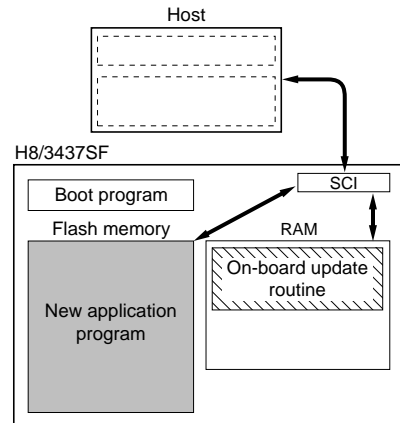 Host
H8/3437SF
SCI
Boot program
Flash memory
RAM
On-board update
routine
New application
program